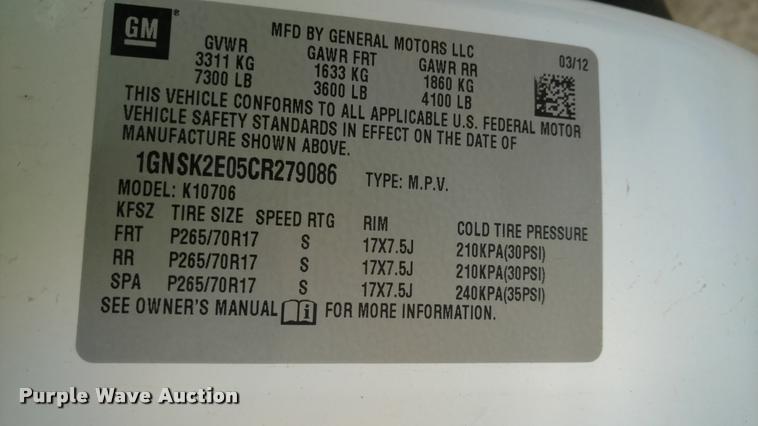 GM
MFD BY GENERAL MOTORS LLC
03/12
GVWR GAWR FRT GAWR RR
3311 KG 1633 KG 1860 KG
7300 LB 3600 LB 4100 LB
THIS VEHICLE CONFORMS TO ALL APPLICABLE U.S. FEDERAL MOTOR
VEHICLE SAFETY STANDARDS IN EFFECT ON THE DATE OF
MANUFACTURE SHOWN ABOVE.
1GNSK2E05CR279086 TYPE: M.P.V.
MODEL: K10706
KFSZ TIRE SIZE SPEED RTG RIM COLD TIRE PRESSURE
FRT P265/70R17 S 17X7.5J 210KPA(30PSI)
RR P265/70R17 S 17X7.5J 210KPA(30PSI)
SPA P265/70R17 S 17X7.5J 240KPA(35PSI)
SEE OWNER'S MANUAL i FOR MORE INFORMATION.
Purple Wave Auction